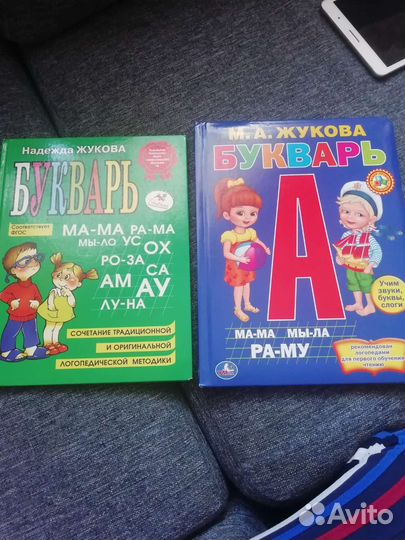 Надежда ЖУКОВА
БУКВАРЬ
Соответствует
ФГОС
МА-МА РА-МА
МЫ-ЛО УС ОХ
РО-ЗА СА
АМ АУ
ЛУ-НА
СОЧЕТАНИЕ ТРАДИЦИОННОЙ
И ОРИГИНАЛЬНОЙ
ЛОГОПЕДИЧЕСКОЙ МЕТОДИКИ
М. А. ЖУКОВА
БУКВАРЬ
А
Учим
звуки,
буквы,
слоги
МА-МА МЫ-ЛА
РА-МУ
рекомендован
логопедами
для первого обучения
чтению
Avito